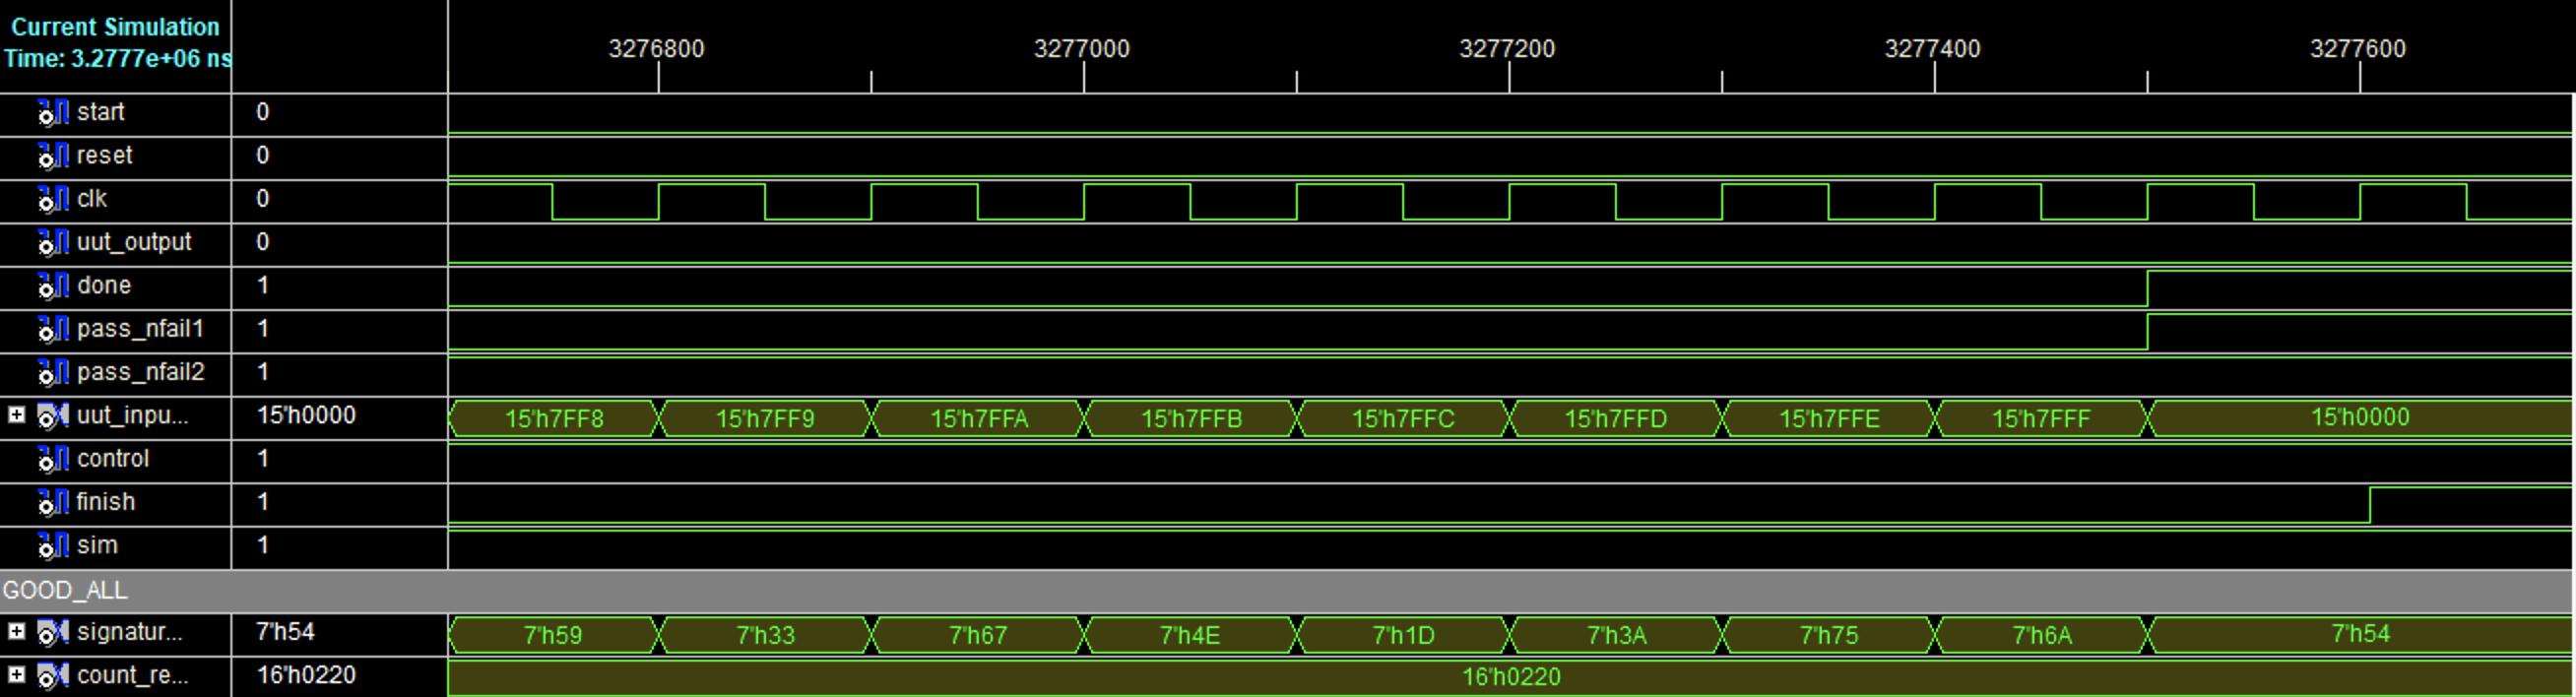 Current Simulation
Time: 3.2777e+06 ns
3276800 3277000 3277200 3277400 3277600
start 0
reset 0
clk 0
uut_output 0
done 1
pass_nfail1 1
pass_nfail2 1
uut_inpu... 15'h0000 15'h7FF8 15'h7FF9 15'h7FFA 15'h7FFB 15'h7FFC 15'h7FFD 15'h7FFE 15'h7FFF 15'h0000
control 1
finish 1
sim 1
GOOD_ALL
signatur... 7'h54 7'h59 7'h33 7'h67 7'h4E 7'h1D 7'h3A 7'h75 7'h6A 7'h54
count_re... 16'h0220 16'h0220